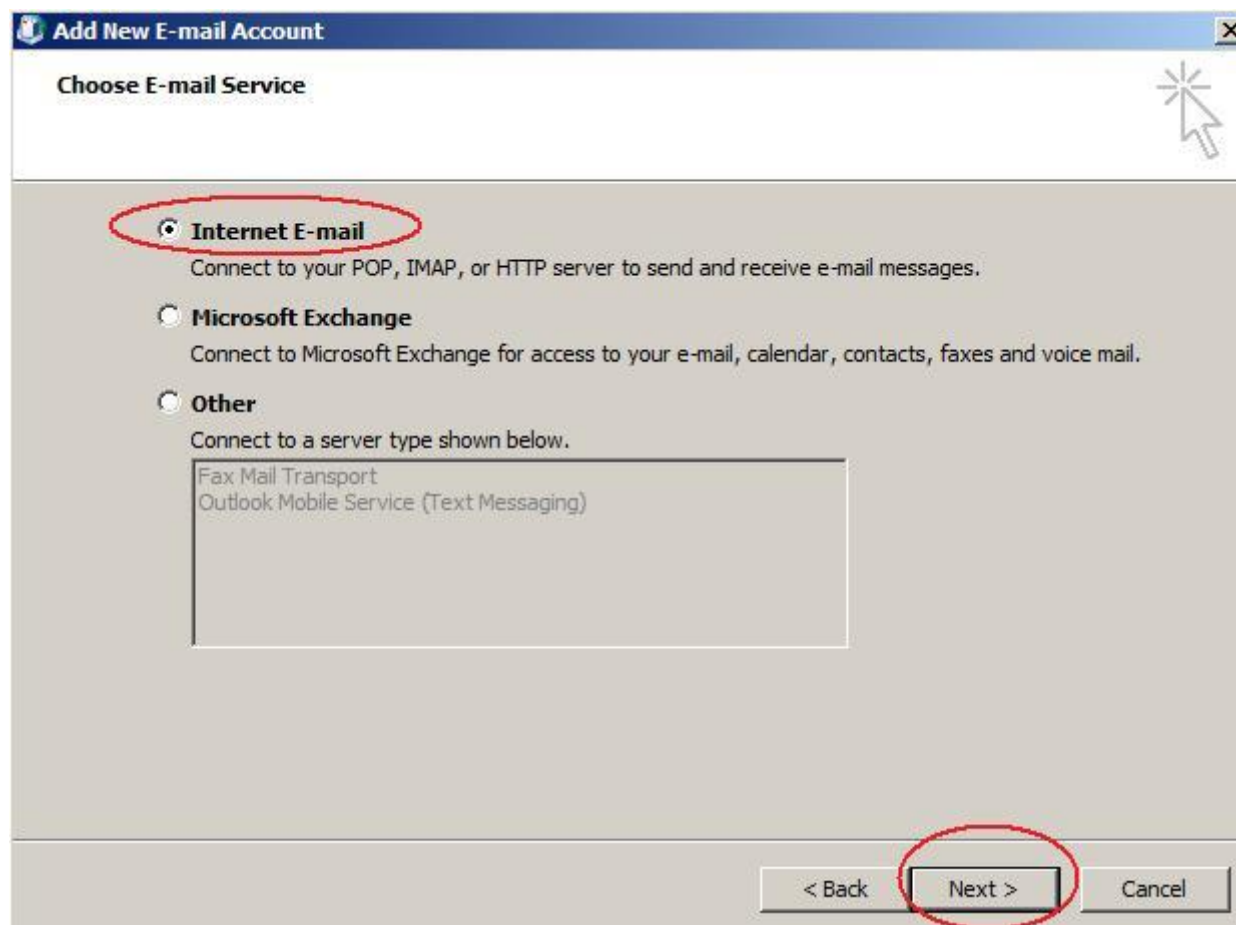 Add New E-mail Account
Choose E-mail Service
Internet E-mail
Connect to your POP, IMAP, or HTTP server to send and receive e-mail messages.
Microsoft Exchange
Connect to Microsoft Exchange for access to your e-mail, calendar, contacts, faxes and voice mail.
Other
Connect to a server type shown below.
Fax Mail Transport
Outlook Mobile Service (Text Messaging)
< Back Next > Cancel